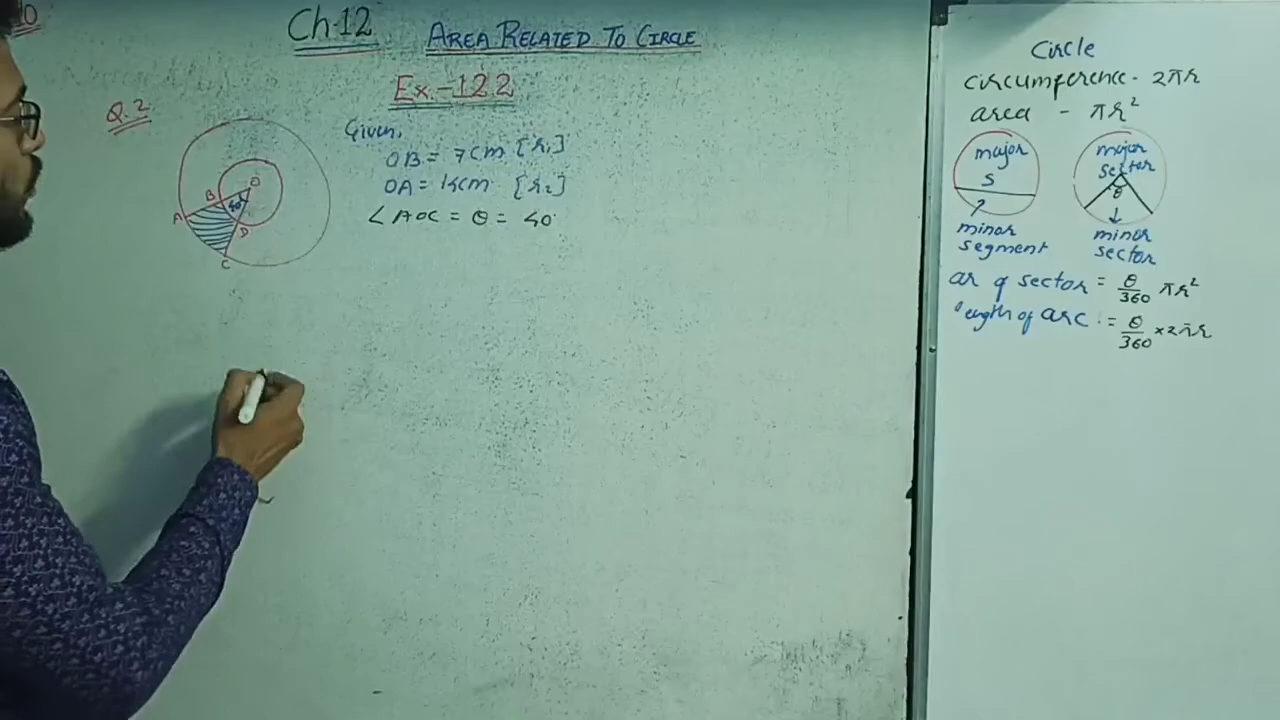 10
Ch-12
AREA RELATED TO CIRCLE
Ex.-12.2
Q.2
O
B
40
A
D
C
Given,
OB = 7cm [r₁]
OA = 14cm [r₂]
∠AOC = θ = 40
Circle
circumference - 2πr
area - πr²
major
S
minor
segment
major
sector
θ
minor
sector
ar of sector = θ/360 πr²
length of arc = θ/360 × 2πr